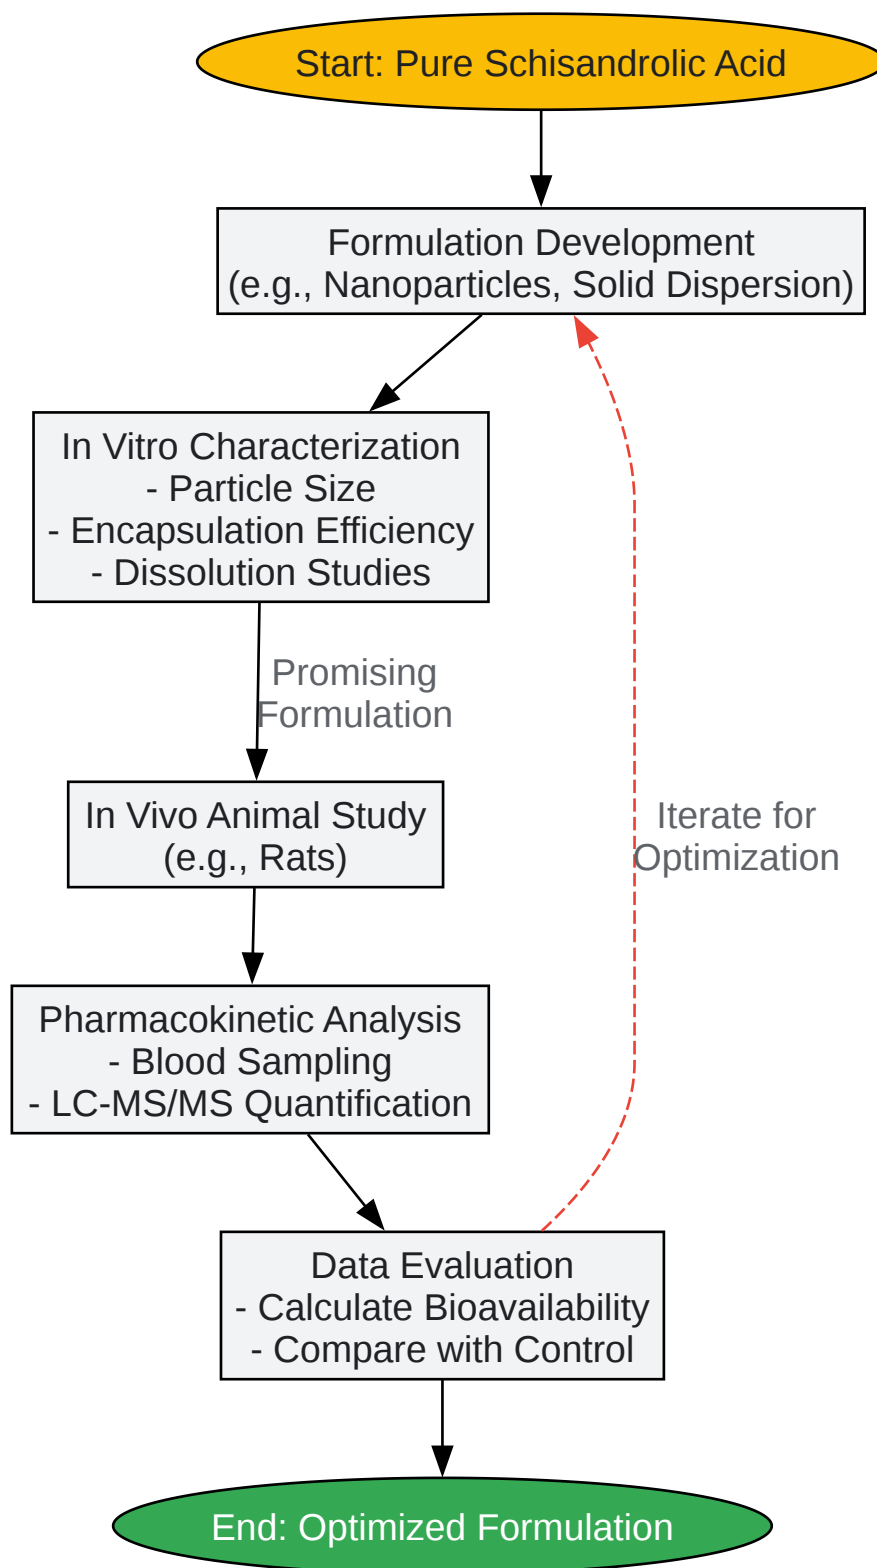 Start: Pure Schisandrolic Acid
Formulation Development
(e.g., Nanoparticles, Solid Dispersion)
In Vitro Characterization
- Particle Size
- Encapsulation Efficiency
- Dissolution Studies
Promising
Formulation
In Vivo Animal Study
(e.g., Rats)
Iterate for
Optimization
Pharmacokinetic Analysis
- Blood Sampling
- LC-MS/MS Quantification
Data Evaluation
- Calculate Bioavailability
- Compare with Control
End: Optimized Formulation